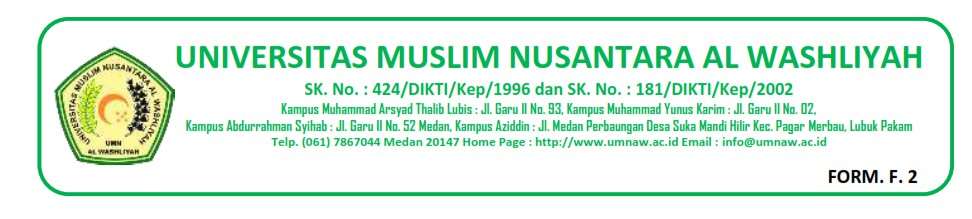 UNIVERSITAS MUSLIM NUSANTARA AL WASHLIYAH
SK. No. : 424/DIKTI/Kep/1996 dan SK. No. : 181/DIKTI/Kep/2002
Kampus Muhammad Arsyad Thalib Lubis : Jl. Garu II No. 93, Kampus Muhammad Yunus Karim : Jl. Garu II No. 02,
Kampus Abdurrahman Syihab : Jl. Garu II No. 52 Medan, Kampus Aziddin : Jl. Medan Perbaungan Desa Suka Mandi Hilir Kec. Pagar Merbau, Lubuk Pakam
Telp. (061) 7867044 Medan 20147 Home Page : http://www.umnaw.ac.id Email : info@umnaw.ac.id
UNIVERSITAS MUSLIM NUSANTARA AL WASHLIYAH
UMN
AL WASHLIYAH
FORM. F. 2